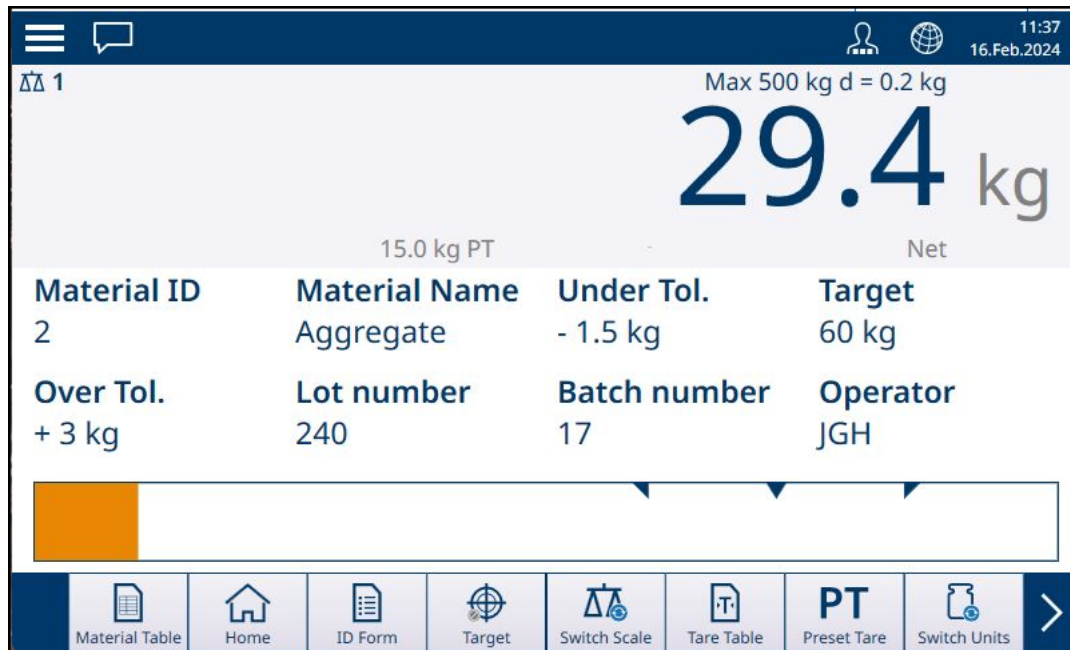 11:37
16.Feb.2024
1
Max 500 kg d = 0.2 kg
29.4 kg
15.0 kg PT - Net
Material ID Material Name Under Tol. Target
2 Aggregate - 1.5 kg 60 kg
Over Tol. Lot number Batch number Operator
+ 3 kg 240 17 JGH
PT
Material Table Home ID Form Target Switch Scale Tare Table Preset Tare Switch Units